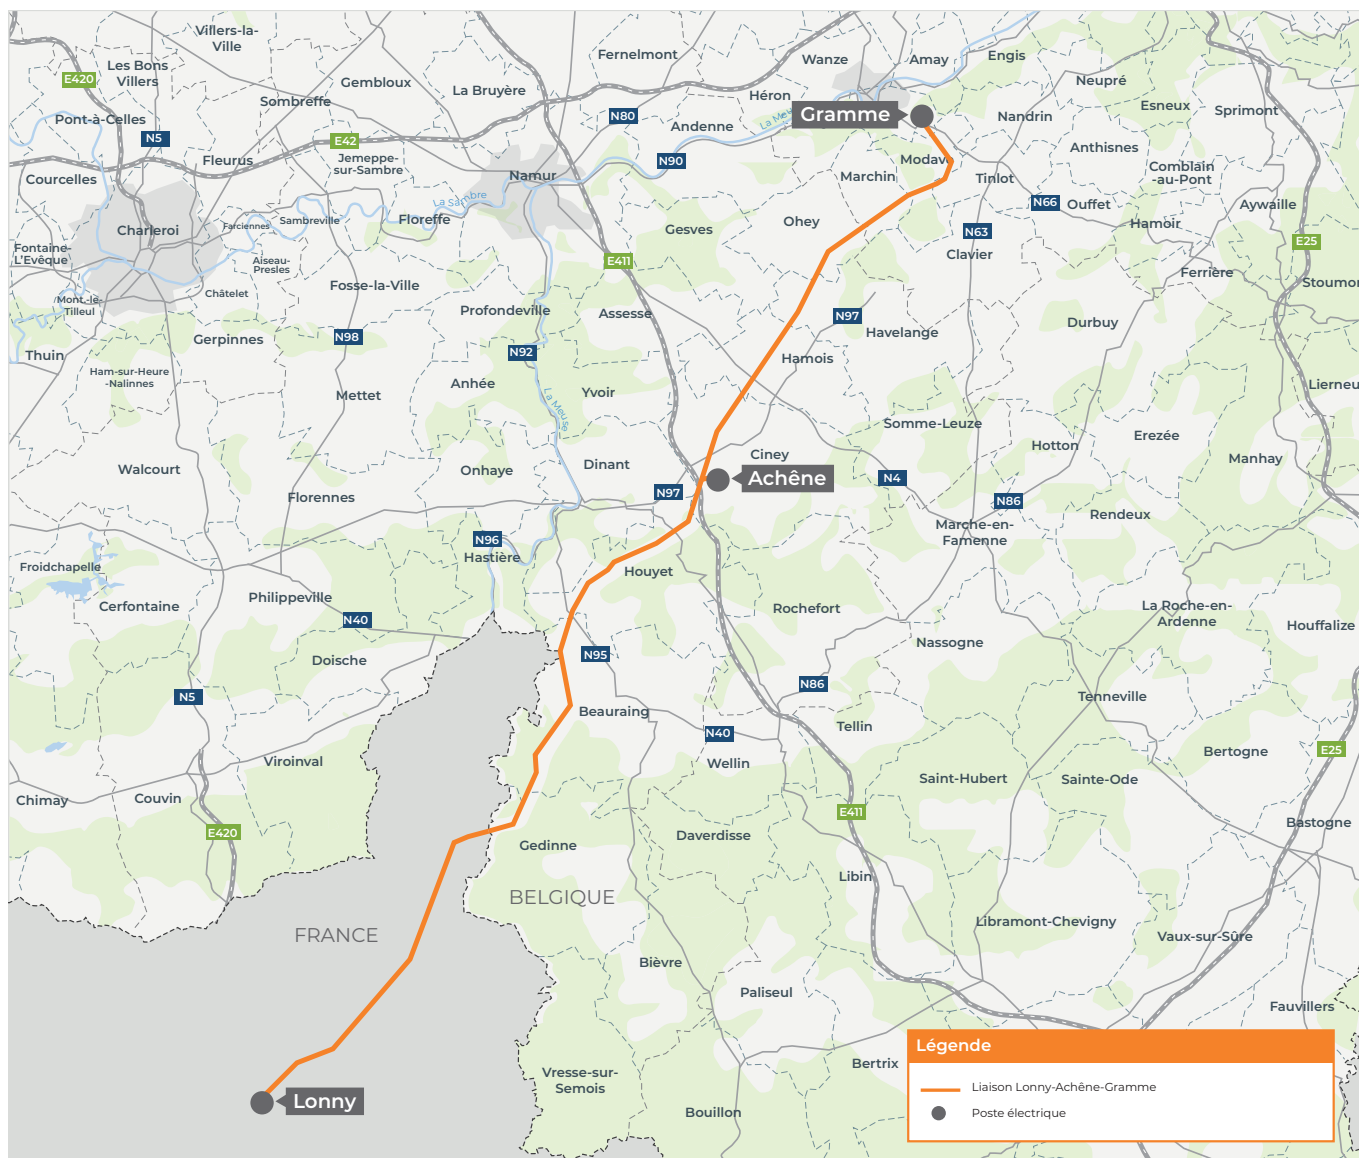 Villers-la-
Ville
Fernelmont
Wanze
Amay
Engis
Les Bons
Villers
E420
Gembloux
La Bruyère
Neupré
Héron
Sombreffe
Esneux
Sprimont
Pont-à-Celles
N80
La Meuse
Gramme
Nandrin
Andenne
N5
E42
Anthisnes
Fleurus
Jemeppe-
sur-Sambre
N90
Modave
Comblain
-au-Pont
Courcelles
Namur
Marchin
Tinlot
La Sambre
N66
Ouffet
Aywaille
Floreffe
Sambreville
Farciennes
Charleroi
Gesves
Ohey
N63
Hamoir
E25
Fontaine-
L'Evêque
Aiseau-
Presles
E411
Clavier
Ferrière
Châtelet
Fosse-la-Ville
Stoumon
Mont-le-
Tilleul
Profondeville
Assesse
N97
Durbuy
Gerpinnes
N98
Havelange
Thuin
N92
Hamois
Ham-sur-Heure
-Nalinnes
Anhée
Yvoir
Lierneu
Mettet
La Meuse
Somme-Leuze
Hotton
Erezée
Walcourt
Onhaye
Dinant
Ciney
Manhay
Achêne
N4
Florennes
N97
N86
Rendeux
Marche-en-
Famenne
N96
Hastière
Froidchapelle
Houyet
Cerfontaine
Philippeville
Rochefort
La Roche-en-
Ardenne
N40
Houffalize
Nassogne
Doische
N95
N5
N86
Tenneville
Beauraing
Tellin
N40
Bertogne
E25
Viroinval
Wellin
Saint-Hubert
Sainte-Ode
Chimay
Couvin
E411
Bastogne
E420
Daverdisse
Gedinne
Libin
BELGIQUE
Libramont-Chevigny
FRANCE
Vaux-sur-Sûre
Bièvre
Paliseul
Fauvillers
Légende
Bertrix
Vresse-sur-
Semois
Liaison Lonny-Achêne-Gramme
Lonny
Bouillon
Poste électrique